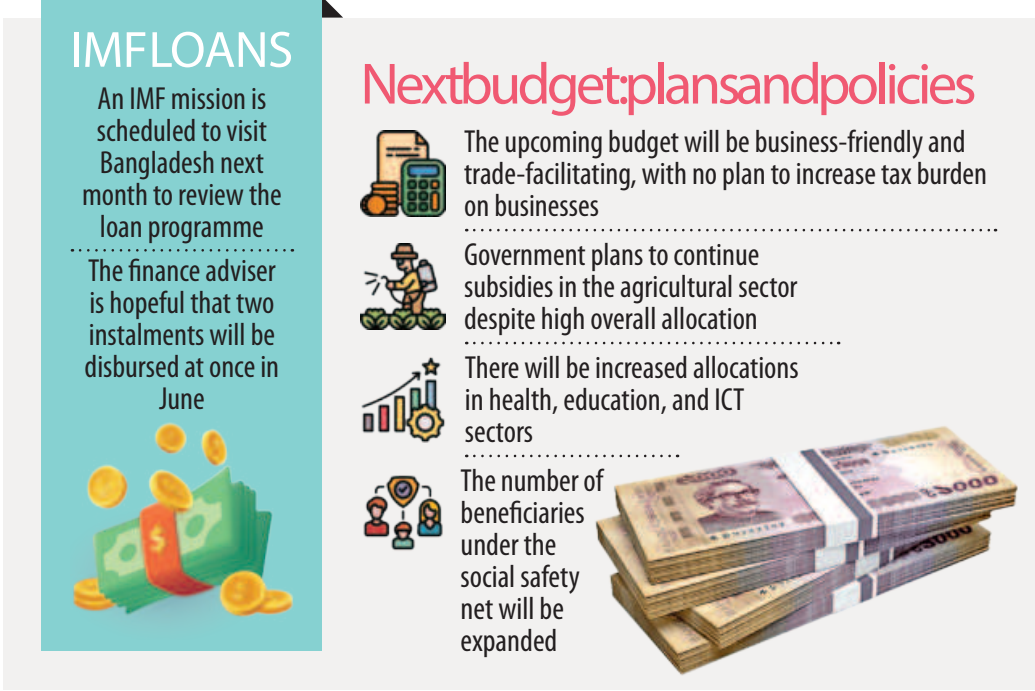 IMFLOANS
An IMF mission is
scheduled to visit
Bangladesh next
month to review the
loan programme
The finance adviser
is hopeful that two
instalments will be
disbursed at once in
June
Nextbudget:plansandpolicies
The upcoming budget will be business-friendly and
trade-facilitating, with no plan to increase tax burden
on businesses
Government plans to continue
subsidies in the agricultural sector
despite high overall allocation
There will be increased allocations
in health, education, and ICT
sectors
The number of
beneficiaries
under the
social safety
net will be
expanded
$
৳১০০০